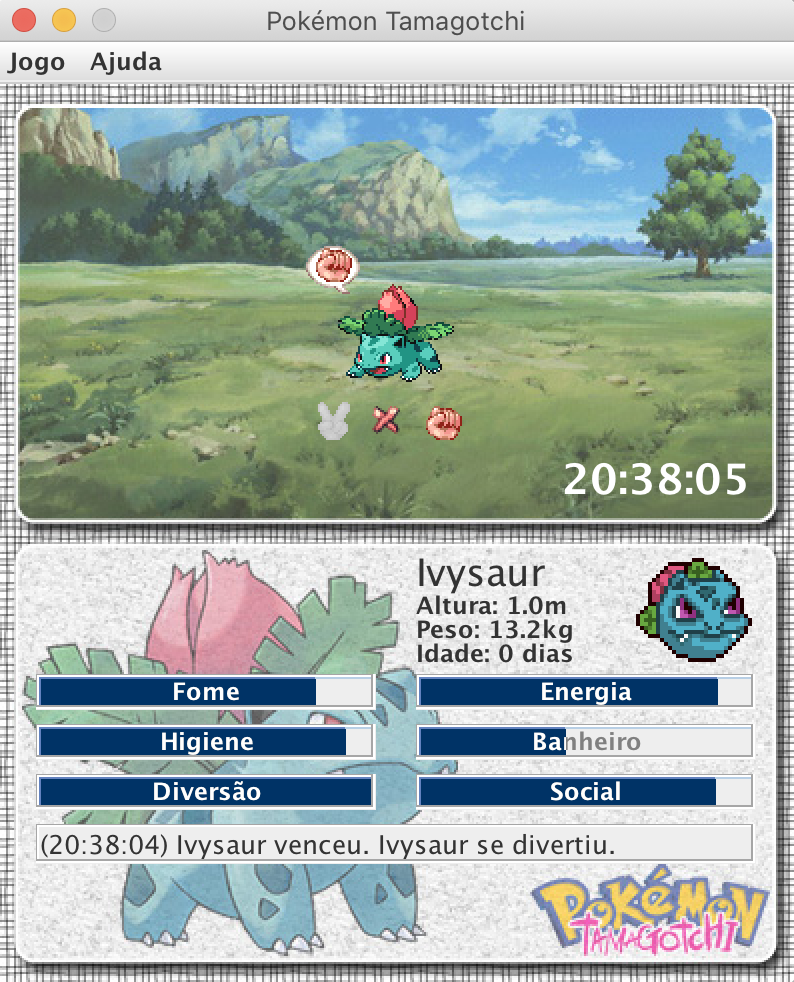 Pokémon Tamagotchi
Jogo Ajuda
20:38:05
Ivysaur
Altura: 1.0m
Peso: 13.2kg
Idade: 0 dias
Fome Energia
Higiene Banheiro
Diversão Social
(20:38:04) Ivysaur venceu. Ivysaur se divertiu.
POKéMON
TAMAGOTCHI